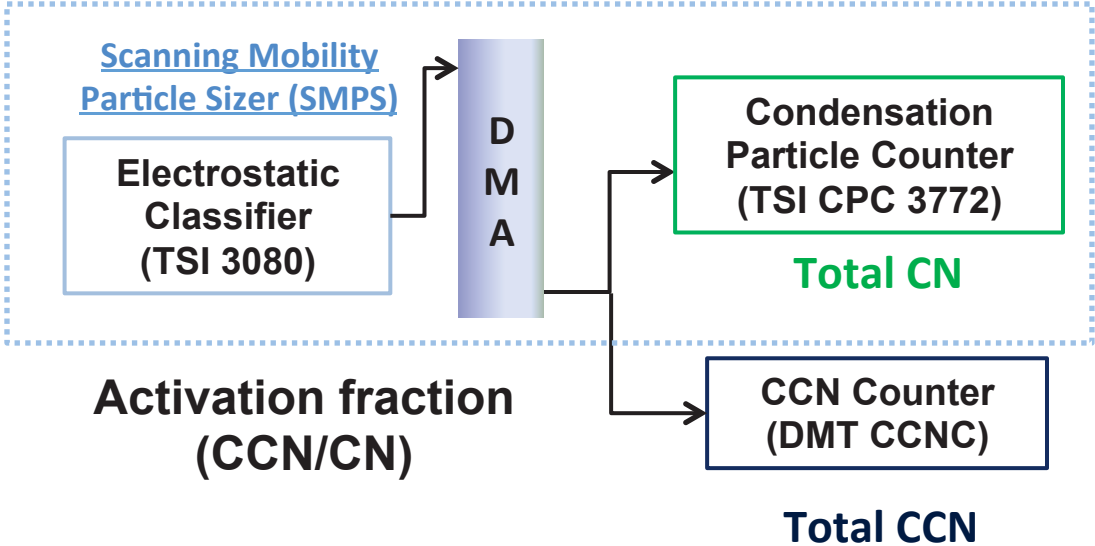 Scanning Mobility
Particle Sizer (SMPS)
Electrostatic
Classifier
(TSI 3080)
D
M
A
Condensation
Particle Counter
(TSI CPC 3772)
Total CN
Activation fraction
(CCN/CN)
CCN Counter
(DMT CCNC)
Total CCN